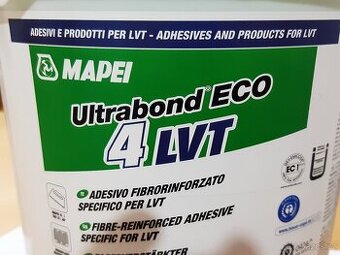 ADESIVI E PRODOTTI PER LVT - ADHESIVES AND PRODUCTS FOR LVT
MAPEI
Ultrabond® ECO
4 LVT
ADESIVO FIBRORINFORZATO
SPECIFICO PER LVT
FIBRE-REINFORCED ADHESIVE
SPECIFIC FOR LVT